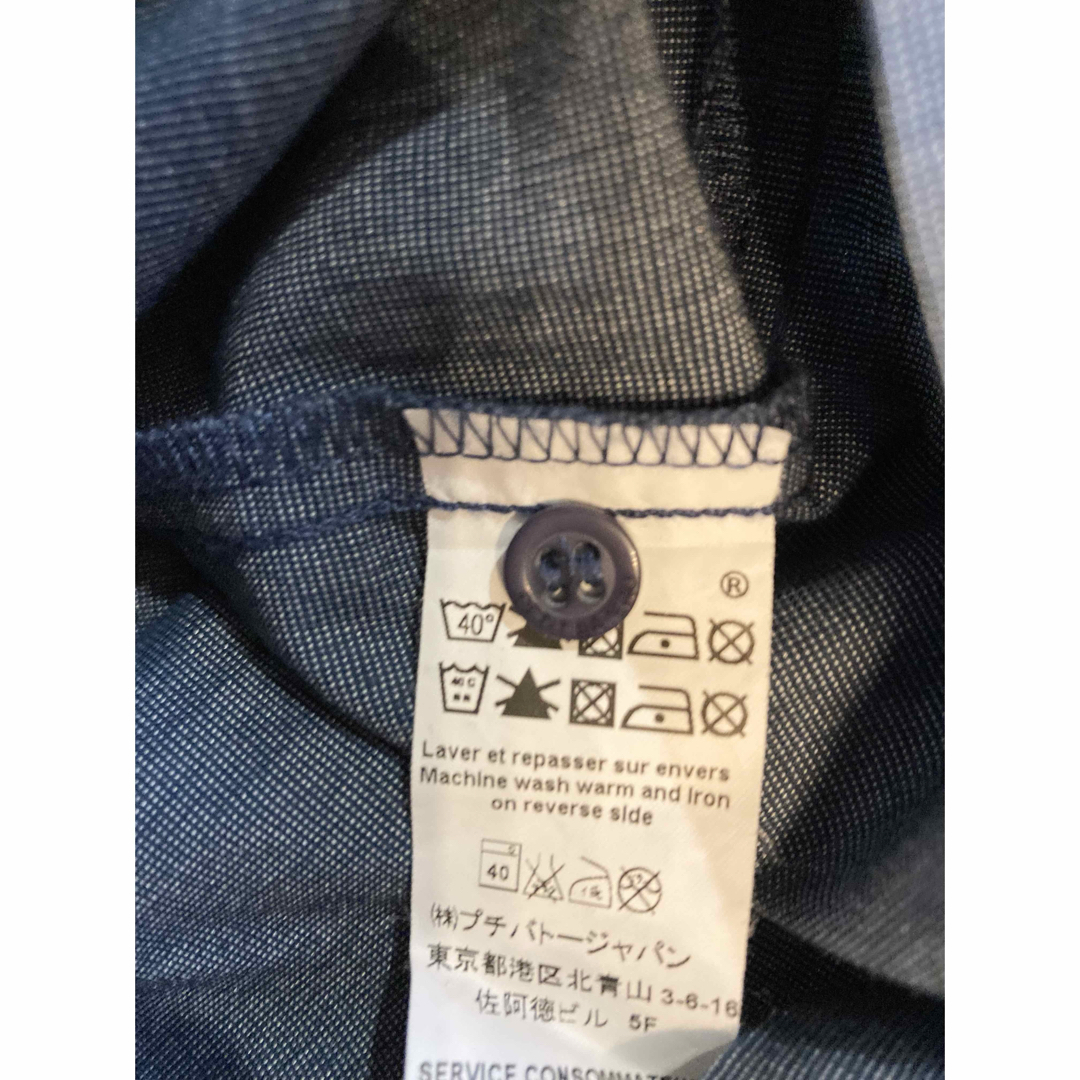 ®
40°
40 C
Laver et repasser sur envers
Machine wash warm and iron
on reverse side
40
(株)プチバトージャパン
東京都港区北青山 3-6-16
佐阿徳ビル 5F
SERVICE